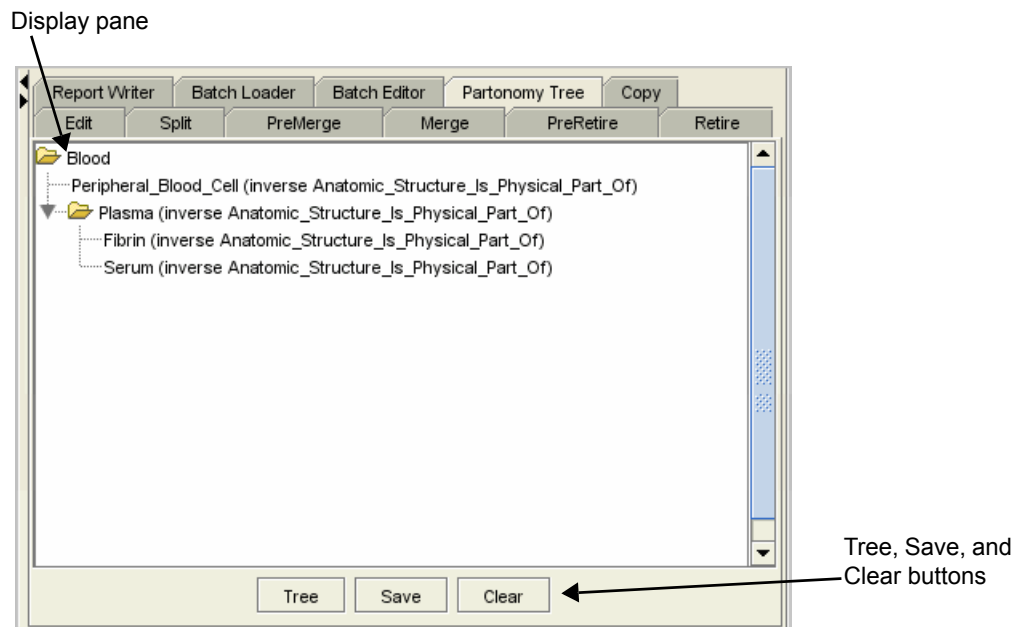 Display pane
Report Writer Batch Loader Batch Editor Partonomy Tree Copy
Edit Split PreMerge Merge PreRetire Retire
Blood
Peripheral_Blood_Cell (inverse Anatomic_Structure_Is_Physical_Part_Of)
Plasma (inverse Anatomic_Structure_Is_Physical_Part_Of)
Fibrin (inverse Anatomic_Structure_Is_Physical_Part_Of)
Serum (inverse Anatomic_Structure_Is_Physical_Part_Of)
Tree Save Clear
Tree, Save, and
Clear buttons